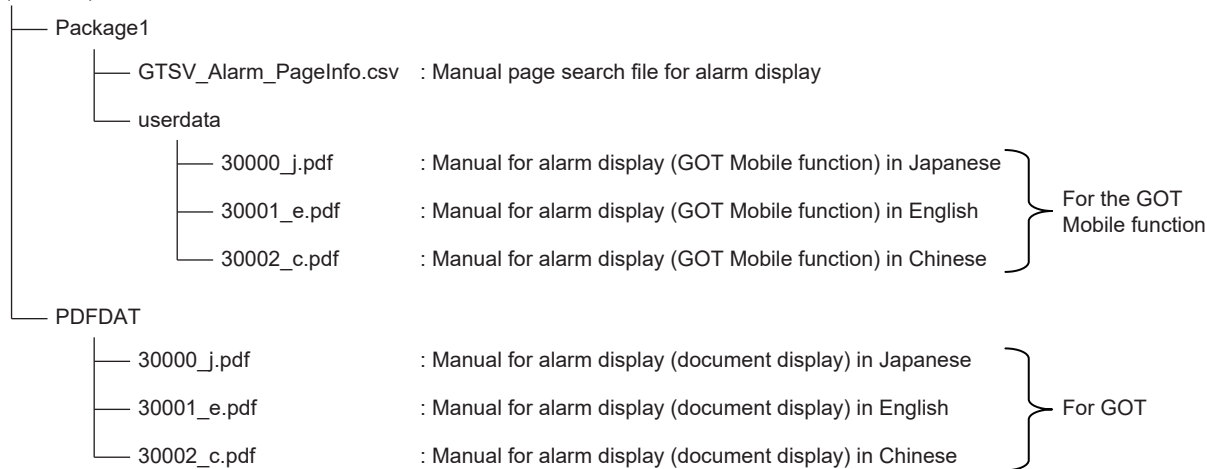 Package1
GTSV_Alarm_PageInfo.csv : Manual page search file for alarm display
userdata
30000_j.pdf : Manual for alarm display (GOT Mobile function) in Japanese
30001_e.pdf : Manual for alarm display (GOT Mobile function) in English
30002_c.pdf : Manual for alarm display (GOT Mobile function) in Chinese
For the GOT
Mobile function
PDFDAT
30000_j.pdf : Manual for alarm display (document display) in Japanese
30001_e.pdf : Manual for alarm display (document display) in English
30002_c.pdf : Manual for alarm display (document display) in Chinese
For GOT